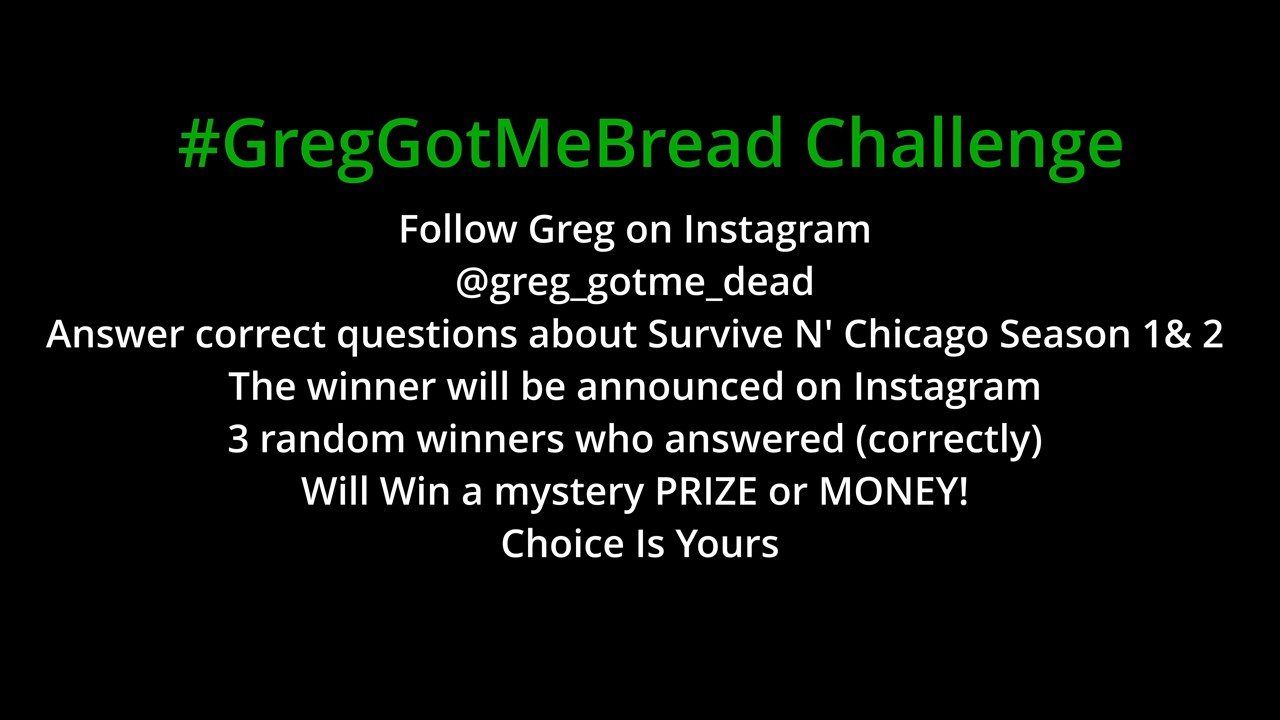 #GregGotMeBread Challenge
Follow Greg on Instagram
@greg_gotme_dead
Answer correct questions about Survive N' Chicago Season 1& 2
The winner will be announced on Instagram
3 random winners who answered (correctly)
Will Win a mystery PRIZE or MONEY!
Choice Is Yours